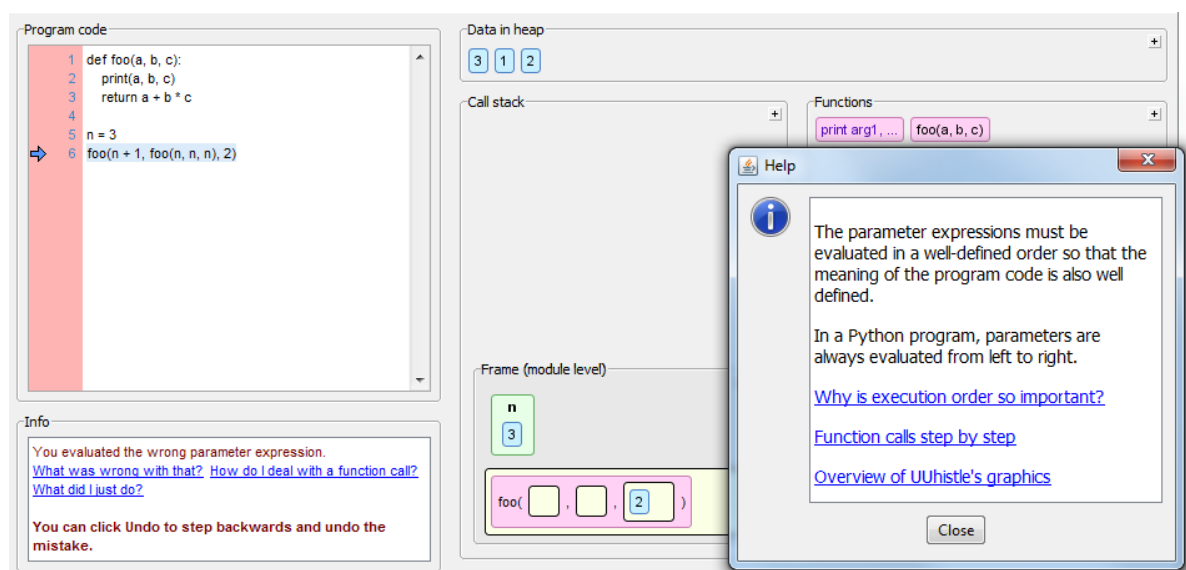 Program code
1 def foo(a, b, c):
2 print(a, b, c)
3 return a + b * c
4
5 n = 3
6 foo(n + 1, foo(n, n, n), 2)
Info
You evaluated the wrong parameter expression.
What was wrong with that? How do I deal with a function call?
What did I just do?
You can click Undo to step backwards and undo the
mistake.
Data in heap
+
3 1 2
Call stack
+
Functions
+
print arg1, ... foo(a, b, c)
Frame (module level)
n
3
foo( , , 2 )
Help
The parameter expressions must be
evaluated in a well-defined order so that the
meaning of the program code is also well
defined.
In a Python program, parameters are
always evaluated from left to right.
Why is execution order so important?
Function calls step by step
Overview of UUhistle's graphics
Close